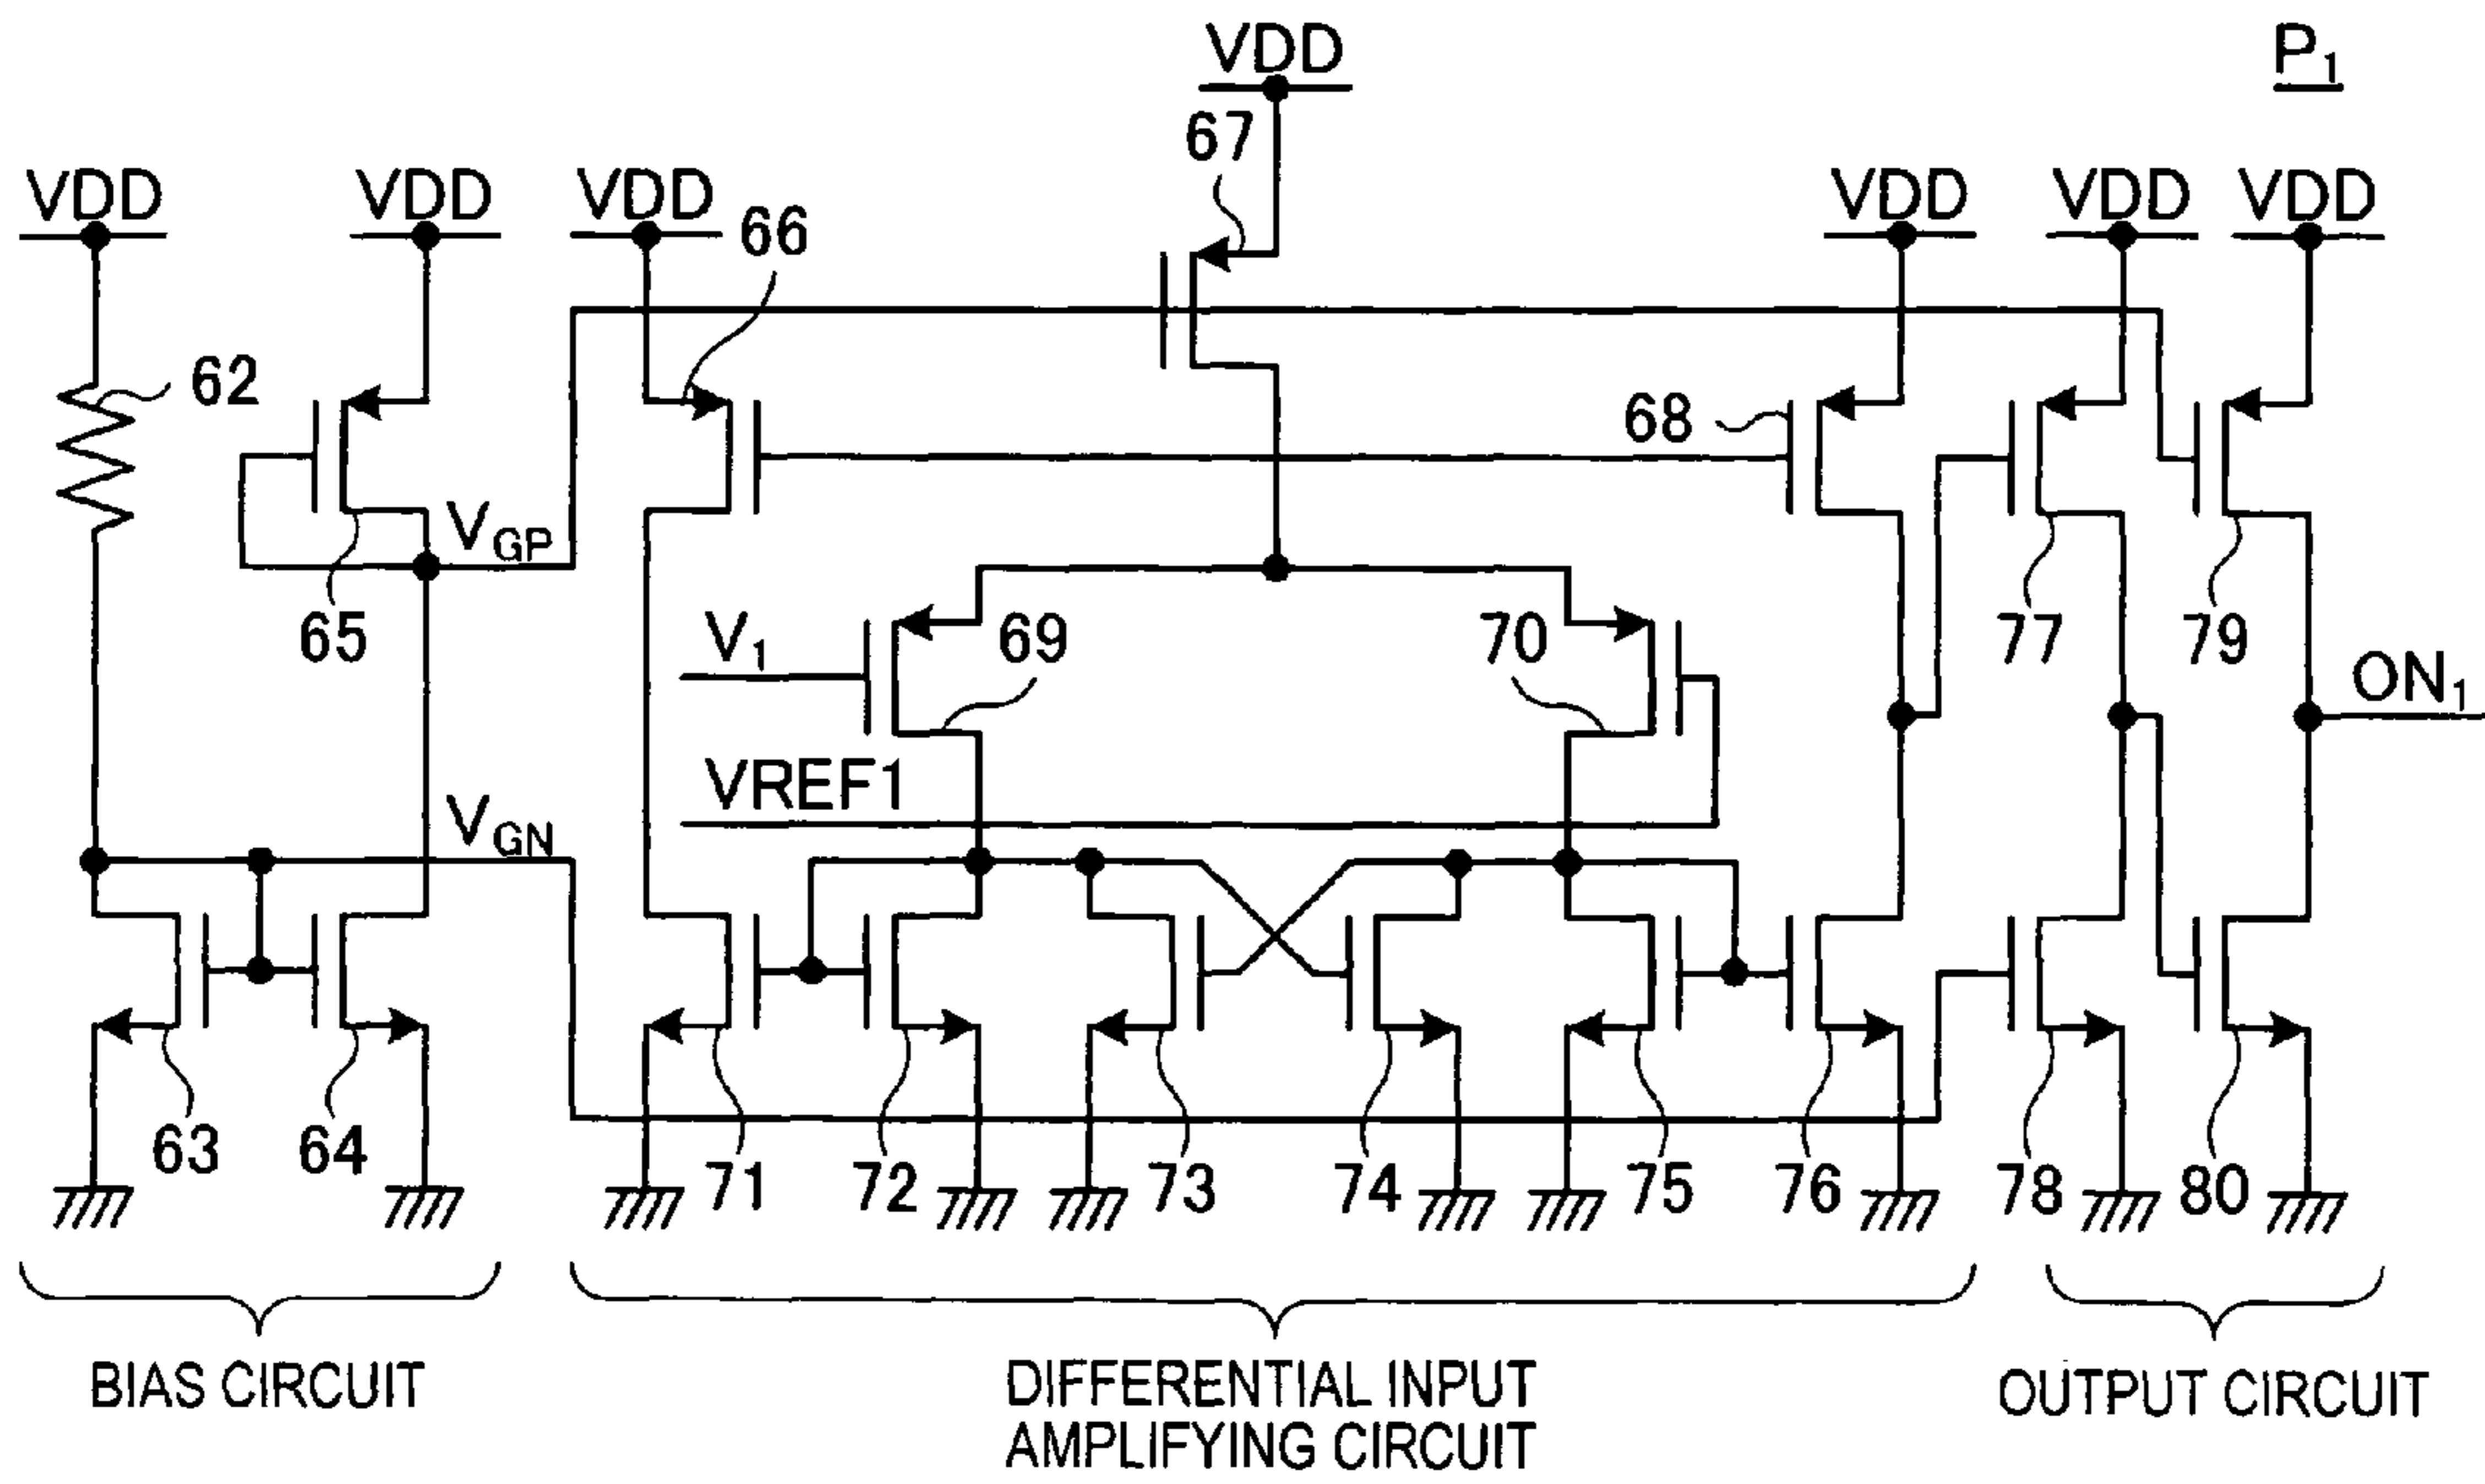 VDD
P1
67
VDD
VDD
VDD
66
VDD
VDD
VDD
62
68
VGP
65
V1
69
70
77
79
ON1
VREF1
VGN
63
64
71
72
73
74
75
76
78
80
BIAS CIRCUIT
DIFFERENTIAL INPUT
AMPLIFYING CIRCUIT
OUTPUT CIRCUIT